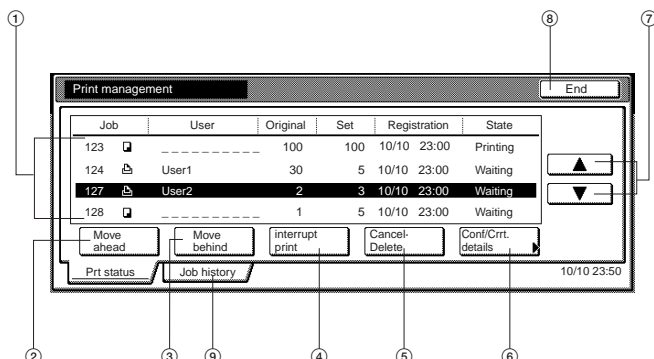 ① ⑧ ⑦
Print management End
Job User Original Set Registration State
123 _ _ _ _ _ _ _ _ _ _ 100 100 10/10 23:00 Printing
124 User1 30 5 10/10 23:00 Waiting
127 User2 2 3 10/10 23:00 Waiting
128 _ _ _ _ _ _ _ _ _ _ 1 5 10/10 23:00 Waiting
▲
▼
Move
ahead
Move
behind
interrupt
print
Cancel·
Delete
Conf/Crrt.
details
Prt status Job history 10/10 23:50
② ③ ⑨ ④ ⑤ ⑥